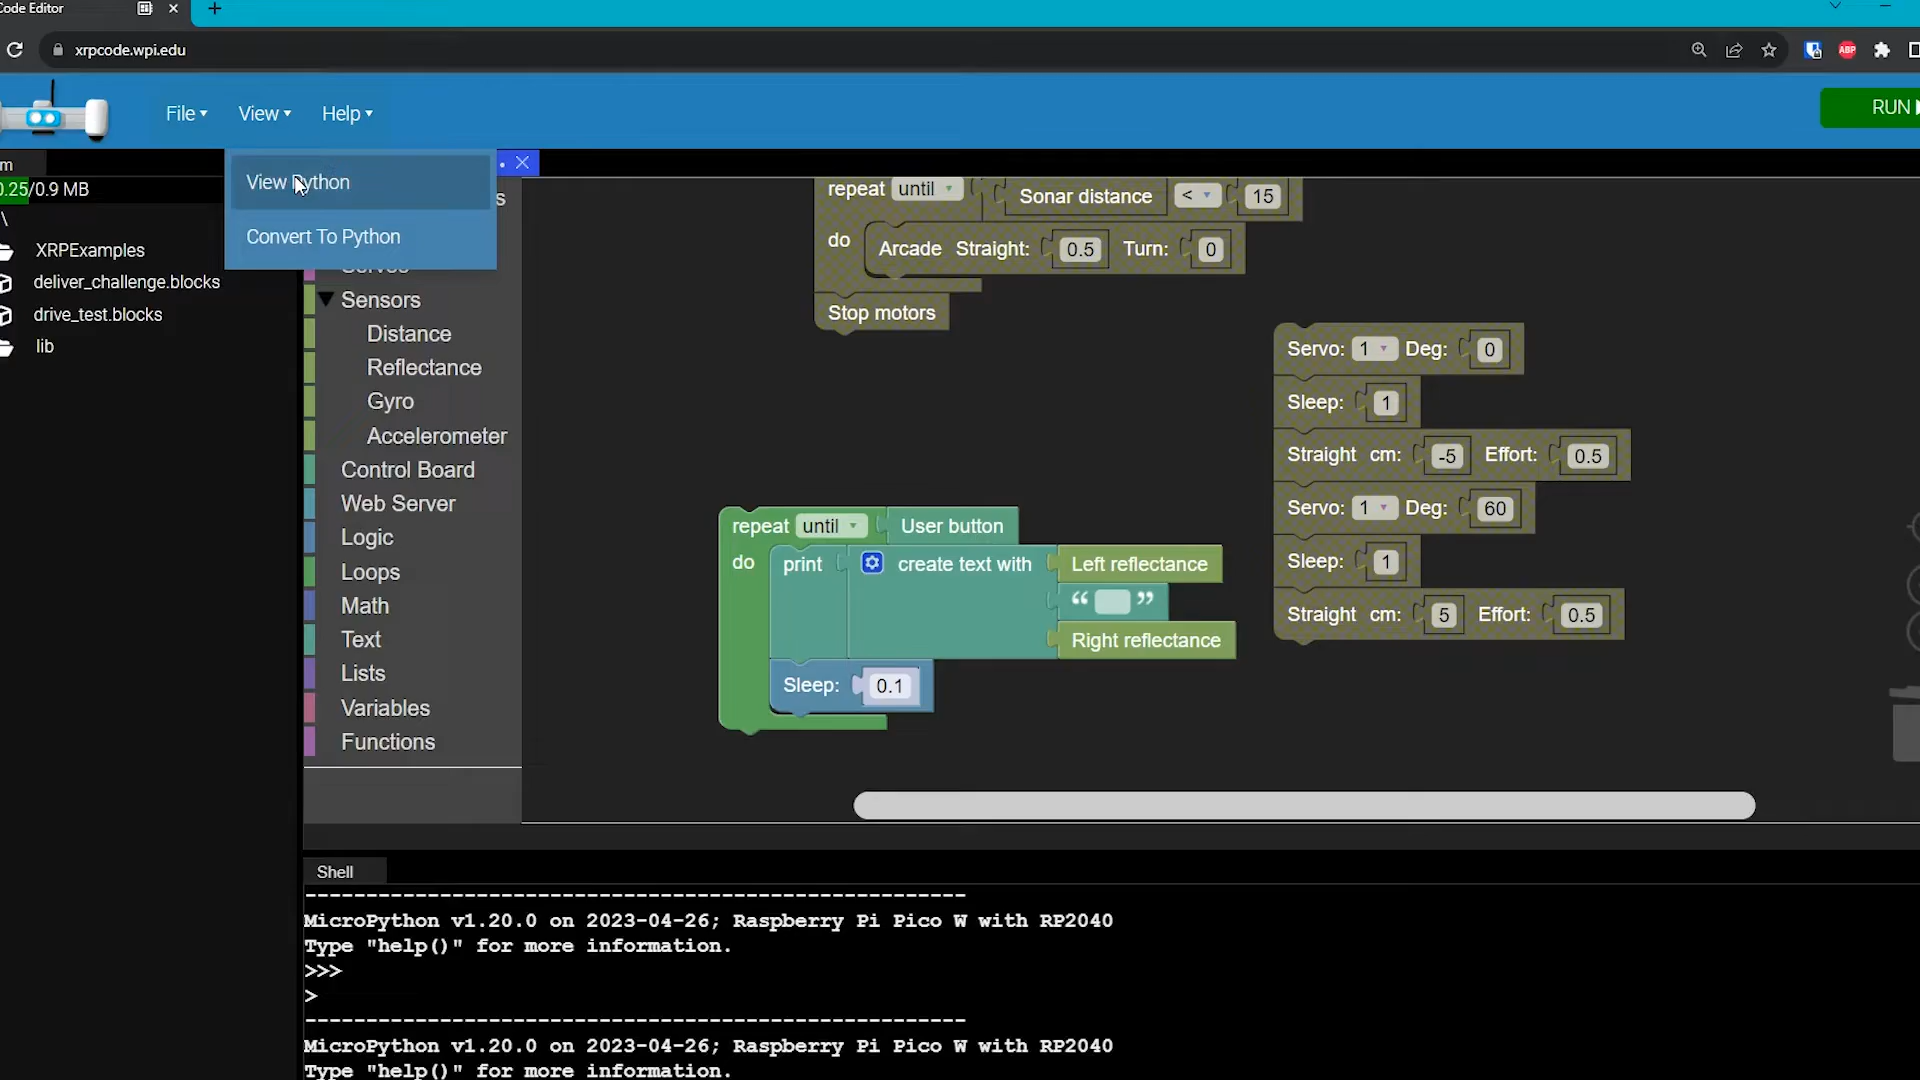 Code Editor
xrpcode.wpi.edu
ABP
File
View
Help
RUN
m
0.25/0.9 MB
View Python
Convert To Python
\
XRPExamples
deliver_challenge.blocks
drive_test.blocks
lib
s
Sensors
Distance
Reflectance
Gyro
Accelerometer
Control Board
Web Server
Logic
Loops
Math
Text
Lists
Variables
Functions
repeat until Sonar distance < 15
do Arcade Straight: 0.5 Turn: 0
Stop motors
Servo: 1 Deg: 0
Sleep: 1
Straight cm: -5 Effort: 0.5
Servo: 1 Deg: 60
Sleep: 1
Straight cm: 5 Effort: 0.5
repeat until User button
do print create text with Left reflectance
“ ”
Right reflectance
Sleep: 0.1
Shell
-----------------------------------------------------
MicroPython v1.20.0 on 2023-04-26; Raspberry Pi Pico W with RP2040
Type "help()" for more information.
>>>
>
-----------------------------------------------------
MicroPython v1.20.0 on 2023-04-26; Raspberry Pi Pico W with RP2040
Type "help()" for more information.